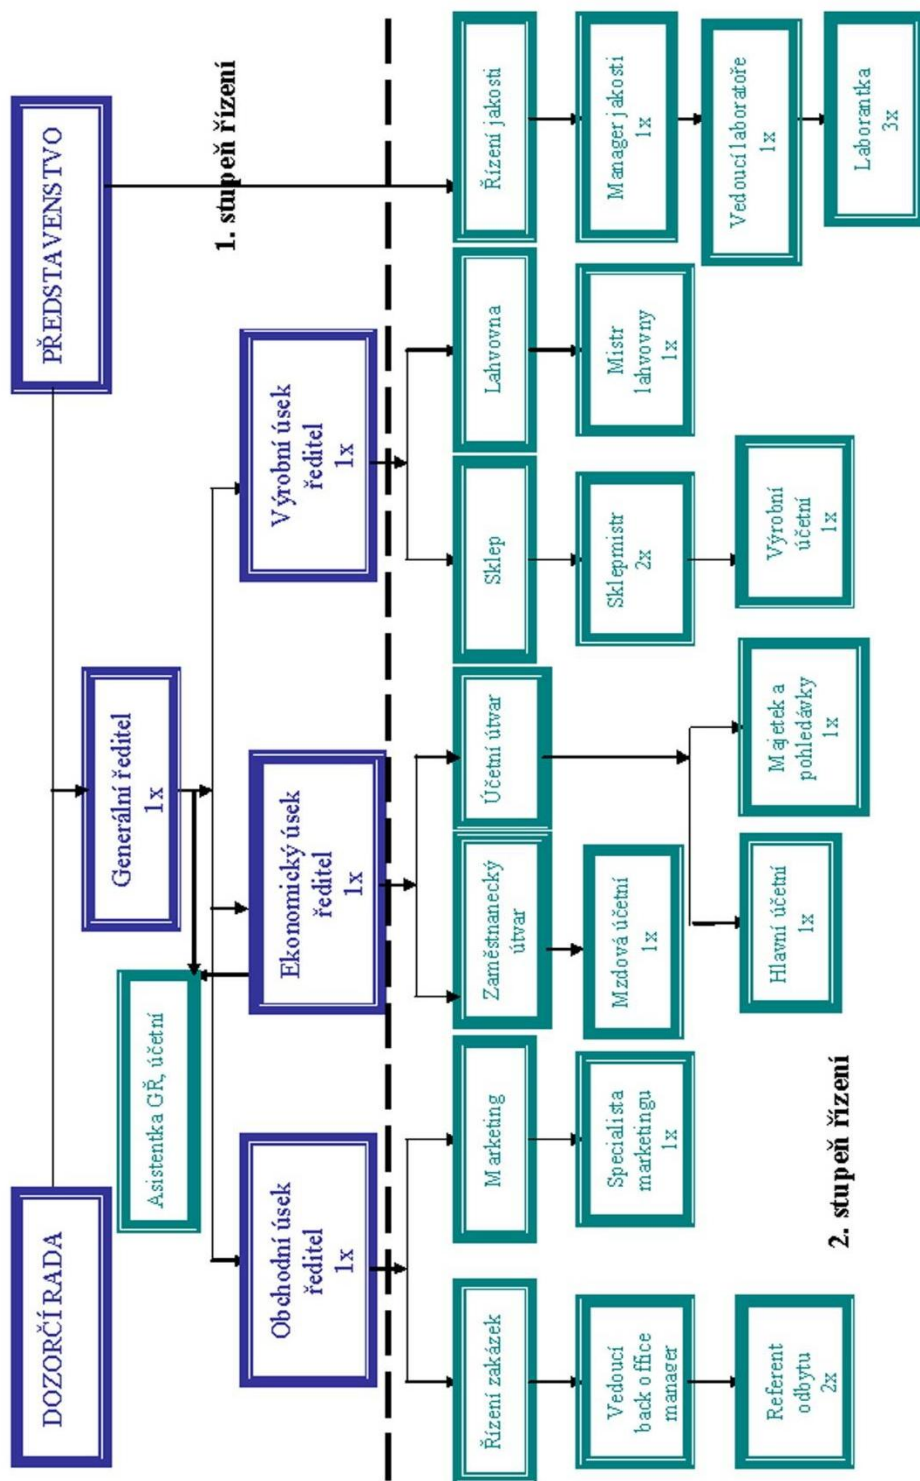 DOZORČÍ RADA
PŘEDSTAVENSTVO
Generální ředitel
1x
Asistentka GŘ, účetní
1. stupeň řízení
Obchodní úsek
ředitel
1x
Ekonomický úsek
ředitel
1x
Výrobní úsek
ředitel
1x
Řízení zakázek
Marketing
Zaměstnanecký
útvar
Účetní útvar
Sklep
Lahvovna
Řízení jakosti
Vedoucí
back office
manager
Specialista
marketingu
1x
Mzdová účetní
1x
Sklepmistr
2x
Mistr
lahvovny
1x
Manager jakosti
1x
Referent
odbytu
2x
Hlavní účetní
1x
Majetek a
pohledávky
1x
Výrobní
účetní
1x
Vedoucí laboratoře
1x
Laborantka
3x
2. stupeň řízení